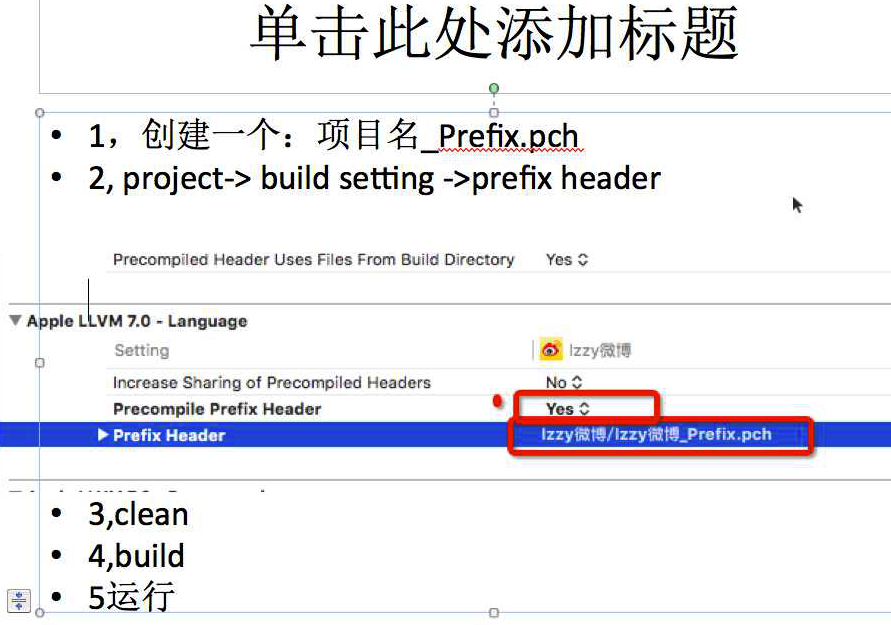 单击此处添加标题
• 1，创建一个：项目名_Prefix.pch
• 2, project-> build setting ->prefix header
Precompiled Header Uses Files From Build Directory Yes
Apple LLVM 7.0 - Language
Setting Izzy微博
Increase Sharing of Precompiled Headers No
Precompile Prefix Header Yes
Prefix Header Izzy微博/Izzy微博_Prefix.pch
• 3,clean
• 4,build
• 5运行